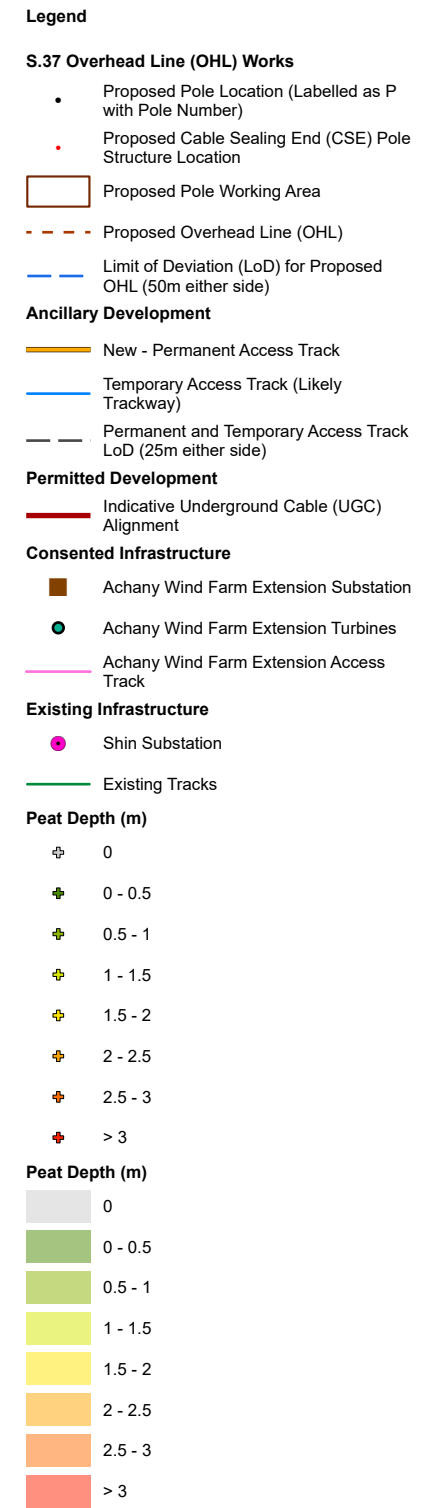 Legend
S.37 Overhead Line (OHL) Works
Proposed Pole Location (Labelled as P
with Pole Number)
Proposed Cable Sealing End (CSE) Pole
Structure Location
Proposed Pole Working Area
Proposed Overhead Line (OHL)
Limit of Deviation (LoD) for Proposed
OHL (50m either side)
Ancillary Development
New - Permanent Access Track
Temporary Access Track (Likely
Trackway)
Permanent and Temporary Access Track
LoD (25m either side)
Permitted Development
Indicative Underground Cable (UGC)
Alignment
Consented Infrastructure
Achany Wind Farm Extension Substation
Achany Wind Farm Extension Turbines
Achany Wind Farm Extension Access
Track
Existing Infrastructure
Shin Substation
Existing Tracks
Peat Depth (m)
0
0 - 0.5
0.5 - 1
1 - 1.5
1.5 - 2
2 - 2.5
2.5 - 3
> 3
Peat Depth (m)
0
0 - 0.5
0.5 - 1
1 - 1.5
1.5 - 2
2 - 2.5
2.5 - 3
> 3